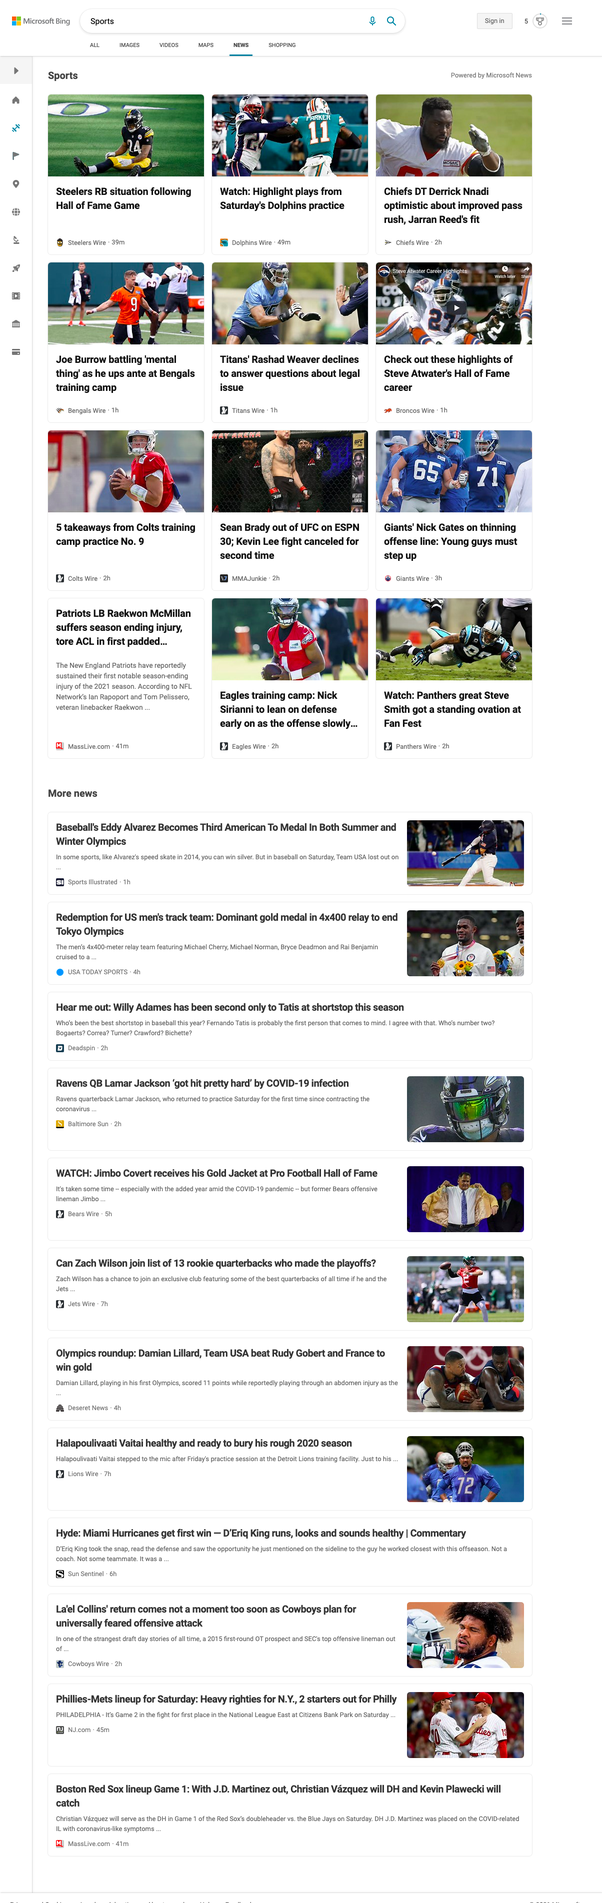 Microsoft Bing
Sports
Sign in
5
ALL IMAGES VIDEOS MAPS NEWS SHOPPING
Sports
Powered by Microsoft News
Steelers RB situation following
Hall of Fame Game
Steelers Wire · 39m
PARKER
11
Watch: Highlight plays from
Saturday's Dolphins practice
Dolphins Wire · 49m
Chiefs DT Derrick Nnadi
optimistic about improved pass
rush, Jarran Reed's fit
Chiefs Wire · 2h
9
Joe Burrow battling 'mental
thing' as he ups ante at Bengals
training camp
Bengals Wire · 1h
Titans' Rashad Weaver declines
to answer questions about legal
issue
Titans Wire · 1h
Steve Atwater Career Highlights
27
Check out these highlights of
Steve Atwater's Hall of Fame
career
Broncos Wire · 1h
5 takeaways from Colts training
camp practice No. 9
Colts Wire · 2h
Sean Brady out of UFC on ESPN
30; Kevin Lee fight canceled for
second time
MMAJunkie · 2h
65
71
Giants' Nick Gates on thinning
offense line: Young guys must
step up
Giants Wire · 3h
Patriots LB Raekwon McMillan
suffers season ending injury,
tore ACL in first padded...
The New England Patriots have reportedly
sustained their first notable season-ending
injury of the 2021 season. According to NFL
Network's Ian Rapoport and Tom Pelissero,
veteran linebacker Raekwon ...
MassLive.com · 41m
Eagles training camp: Nick
Sirianni to lean on defense
early on as the offense slowly...
Eagles Wire · 2h
Watch: Panthers great Steve
Smith got a standing ovation at
Fan Fest
Panthers Wire · 2h
More news
Baseball's Eddy Alvarez Becomes Third American To Medal In Both Summer and
Winter Olympics
In some sports, like Alvarez's speed skate in 2014, you can win silver. But in baseball on Saturday, Team USA lost out on
...
Sports Illustrated · 1h
Redemption for US men's track team: Dominant gold medal in 4x400 relay to end
Tokyo Olympics
The men's 4x400-meter relay team featuring Michael Cherry, Michael Norman, Bryce Deadmon and Rai Benjamin
cruised to a ...
USA TODAY SPORTS · 4h
Hear me out: Willy Adames has been second only to Tatis at shortstop this season
Who's been the best shortstop in baseball this year? Fernando Tatis is probably the first person that comes to mind. I agree with that. Who's number two?
Bogaerts? Correa? Turner? Crawford? Bichette?
Deadspin · 2h
Ravens QB Lamar Jackson 'got hit pretty hard' by COVID-19 infection
Ravens quarterback Lamar Jackson, who returned to practice Saturday for the first time since contracting the
coronavirus ...
Baltimore Sun · 2h
WATCH: Jimbo Covert receives his Gold Jacket at Pro Football Hall of Fame
It's taken some time -- especially with the added year amid the COVID-19 pandemic -- but former Bears offensive
lineman Jimbo ...
Bears Wire · 5h
Can Zach Wilson join list of 13 rookie quarterbacks who made the playoffs?
Zach Wilson has a chance to join an exclusive club featuring some of the best quarterbacks of all time if he and the
Jets ...
Jets Wire · 7h
Olympics roundup: Damian Lillard, Team USA beat Rudy Gobert and France to
win gold
Damian Lillard, playing in his first Olympics, scored 11 points while reportedly playing through an abdomen injury as the
...
Deseret News · 4h
Halapoulivaati Vaitai healthy and ready to bury his rough 2020 season
Halapoulivaati Vaitai stepped to the mic after Friday's practice session at the Detroit Lions training facility. Just to his ...
Lions Wire · 7h
72
Hyde: Miami Hurricanes get first win — D'Eriq King runs, looks and sounds healthy | Commentary
D'Eriq King took the snap, read the defense and saw the opportunity he just mentioned on the sideline to the guy he worked closest with this offseason. Not a
coach. Not some teammate. It was a ...
Sun Sentinel · 6h
La'el Collins' return comes not a moment too soon as Cowboys plan for
universally feared offensive attack
In one of the strangest draft day stories of all time, a 2015 first-round OT prospect and SEC's top offensive lineman out
of ...
Cowboys Wire · 2h
Phillies-Mets lineup for Saturday: Heavy righties for N.Y., 2 starters out for Philly
PHILADELPHIA - It's Game 2 in the fight for first place in the National League East at Citizens Bank Park on Saturday ...
NJ.com · 45m
Boston Red Sox lineup Game 1: With J.D. Martinez out, Christian Vázquez will DH and Kevin Plawecki will
catch
Christian Vázquez will serve as the DH in Game 1 of the Red Sox's doubleheader vs. the Blue Jays on Saturday. DH J.D. Martinez was placed on the COVID-related
IL with coronavirus-like symptoms ...
MassLive.com · 41m